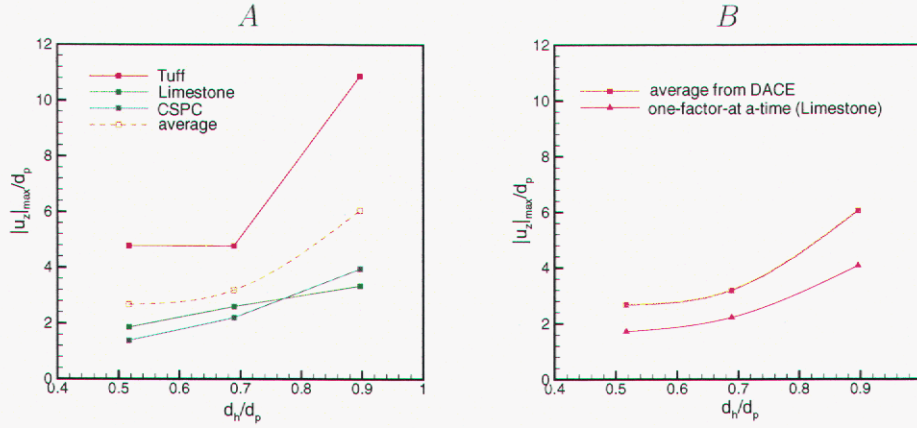 A
12
10
8
6
4
2
0
|u_z|_max/d_p
Tuff
Limestone
CSPC
average
0.4 0.5 0.6 0.7 0.8 0.9 1
d_h/d_p
B
12
10
8
6
4
2
0
|u_z|_max/d_p
average from DACE
one-factor-at a-time (Limestone)
0.4 0.5 0.6 0.7 0.8 0.9 1
d_h/d_p